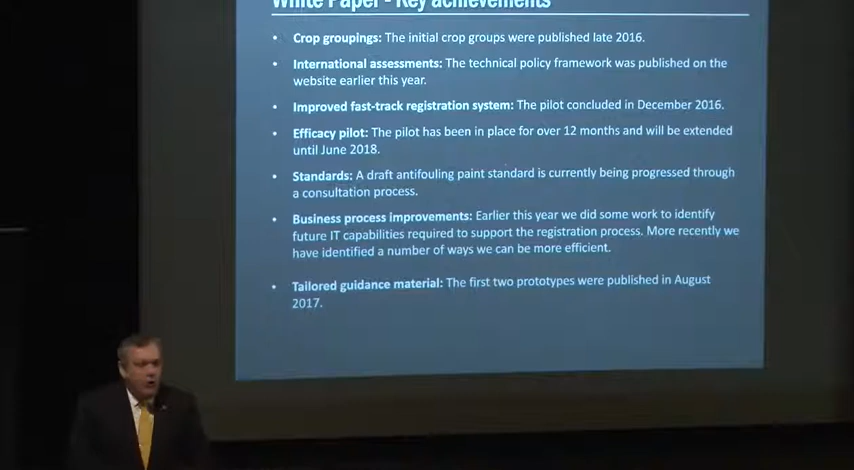 White Paper - Key achievements
• Crop groupings: The initial crop groups were published late 2016.
• International assessments: The technical policy framework was published on the
website earlier this year.
• Improved fast-track registration system: The pilot concluded in December 2016.
• Efficacy pilot: The pilot has been in place for over 12 months and will be extended
until June 2018.
• Standards: A draft antifouling paint standard is currently being progressed through
a consultation process.
• Business process improvements: Earlier this year we did some work to identify
future IT capabilities required to support the registration process. More recently we
have identified a number of ways we can be more efficient.
• Tailored guidance material: The first two prototypes were published in August
2017.